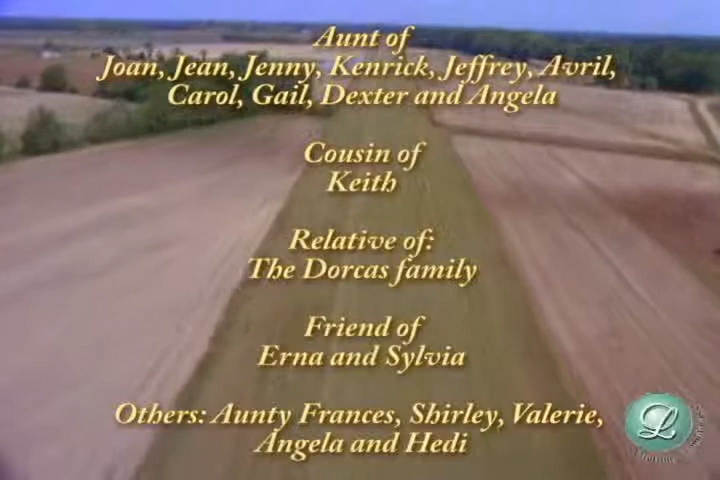 Aunt of
Joan, Jean, Jenny, Kenrick, Jeffrey, Avril,
Carol, Gail, Dexter and Angela
Cousin of
Keith
Relative of:
The Dorcas family
Friend of
Erna and Sylvia
Others: Aunty Frances, Shirley, Valerie,
Angela and Hedi
L